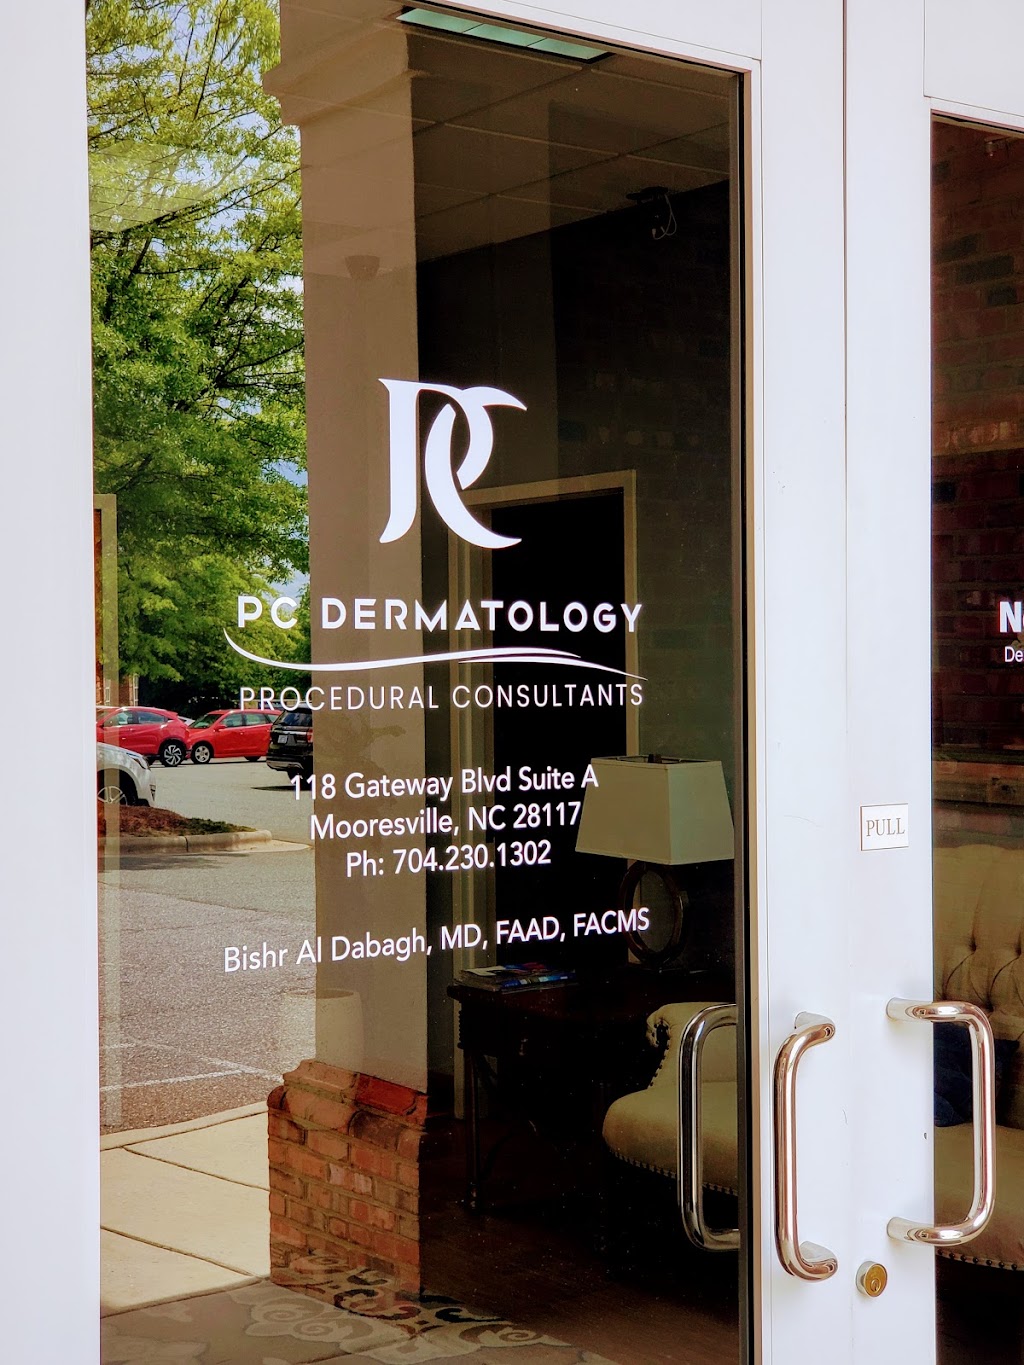 PC
PC DERMATOLOGY
PROCEDURAL CONSULTANTS
118 Gateway Blvd Suite A
Mooresville, NC 28117
Ph: 704.230.1302
Bishr Al Dabagh, MD, FAAD, FACMS
PULL